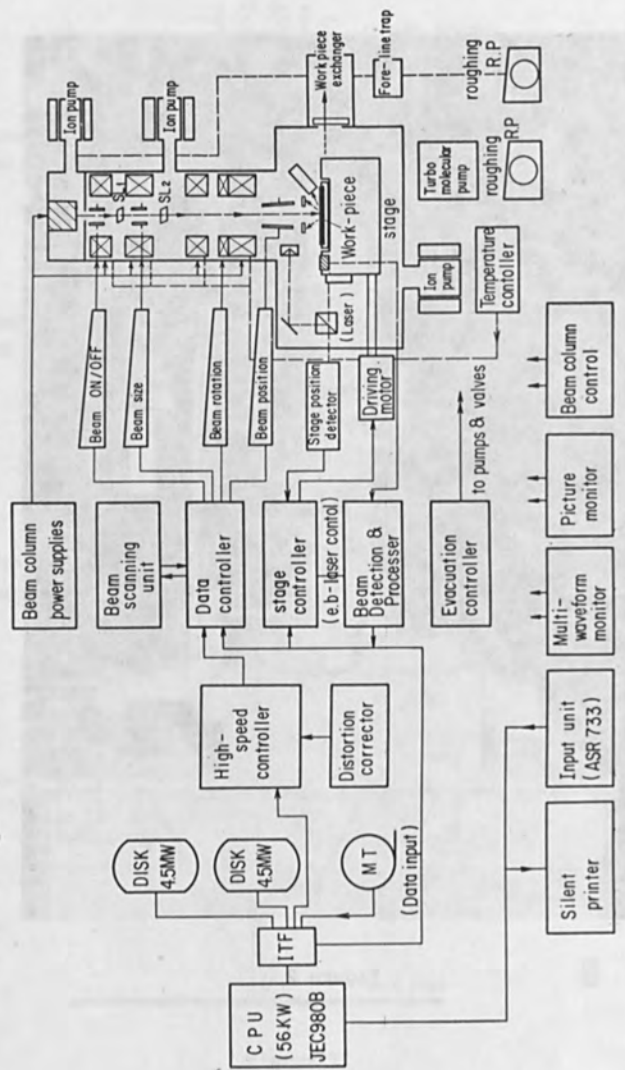 CPU
(56KW)
JEC980B
ITF
DISK
4.5MW
DISK
4.5MW
MT
(Data input)
High-
speed
controller
Distortion
corrector
Beam column
power supplies
Beam
scanning
unit
Data
controller
stage
controller
(e.b-laser contol)
Beam
Detection &
Processer
Evacuation
controller
to pumps & valves
Beam ON/OFF
Beam size
Beam rotation
Beam position
Stage position
detector
Driving
motor
(Laser)
Ion pump
Ion pump
SL1
SL2
Work-piece
stage
Work piece
exchanger
Fore-line trap
roughing
R.P
Turbo
molecular
pump
roughing
RP
Ion
pump
Temperature
controller
Silent
printer
Input unit
(ASR 733)
Multi-
waveform
monitor
Picture
monitor
Beam column
control